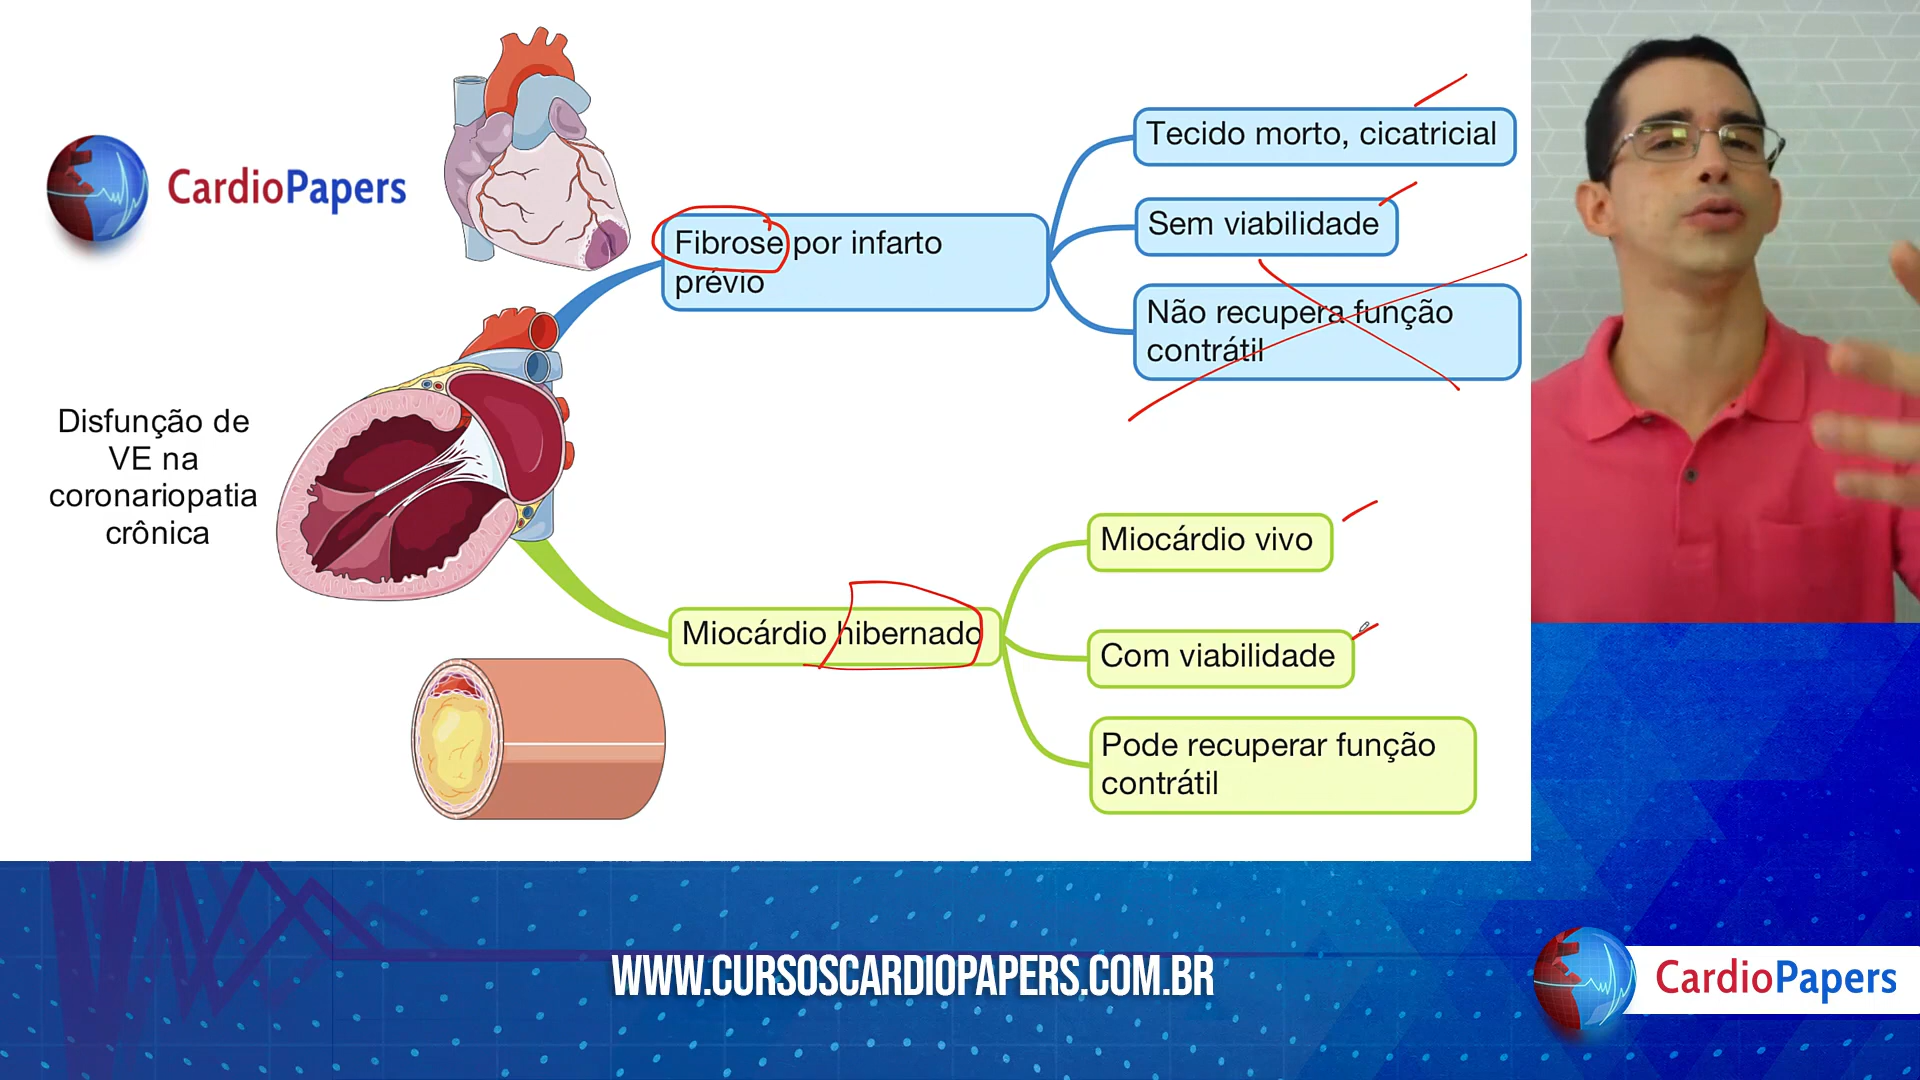 CardioPapers
Disfunção de
VE na
coronariopatia
crônica
Fibrose por infarto
prévio
Tecido morto, cicatricial
Sem viabilidade
Não recupera função
contrátil
Miocárdio hibernado
Miocárdio vivo
Com viabilidade
Pode recuperar função
contrátil
WWW.CURSOSCARDIOPAPERS.COM.BR
CardioPapers